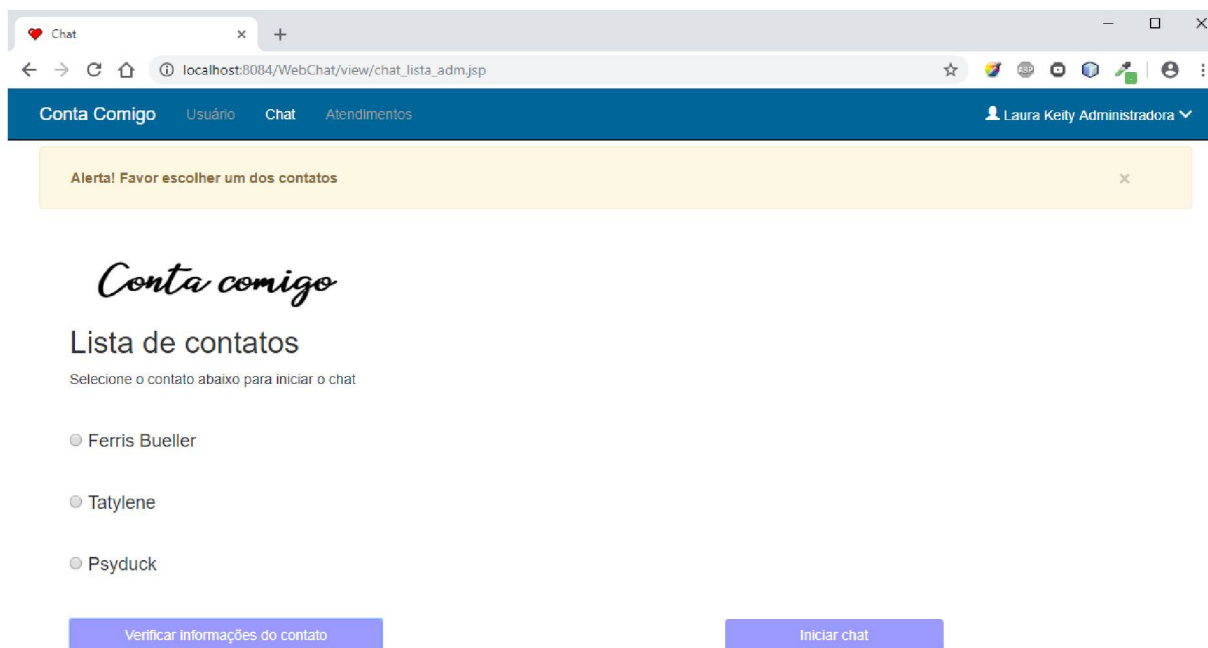 Chat
localhost:8084/WebChat/view/chat_lista_adm.jsp
ABP
Conta Comigo Usuário Chat Atendimentos Laura Keity Administradora
Alerta! Favor escolher um dos contatos ×
Conta comigo
Lista de contatos
Selecione o contato abaixo para iniciar o chat
Ferris Bueller
Tatylene
Psyduck
Verificar informações do contato Iniciar chat